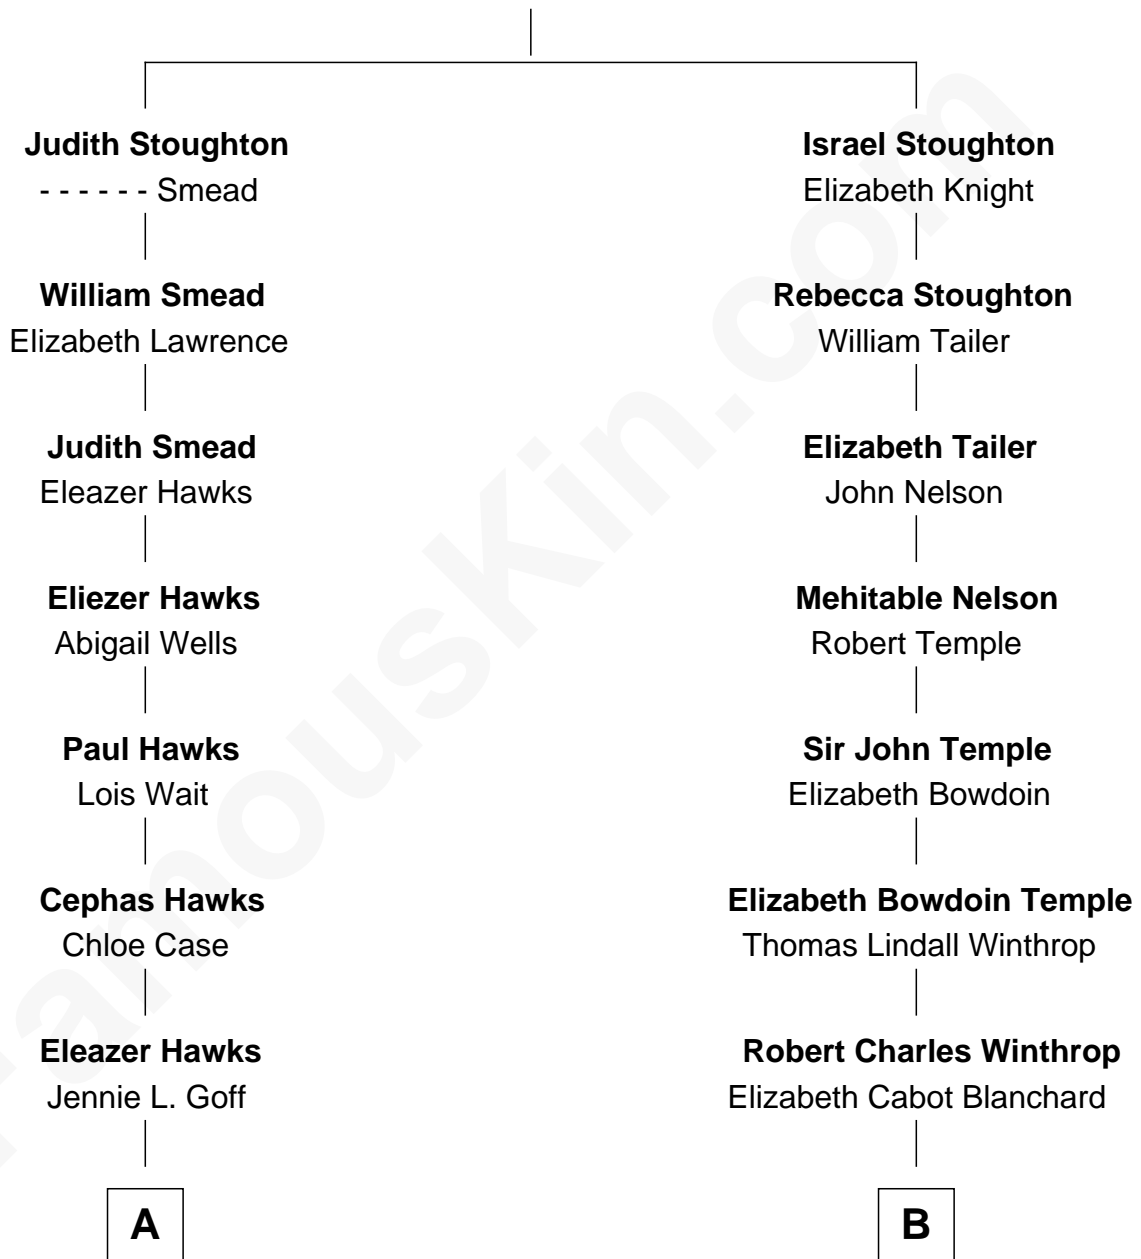 Judith Stoughton
- - - - - - Smead
William Smead
Elizabeth Lawrence
Judith Smead
Eleazer Hawks
Eliezer Hawks
Abigail Wells
Paul Hawks
Lois Wait
Cephas Hawks
Chloe Case
Eleazer Hawks
Jennie L. Goff
A
Israel Stoughton
Elizabeth Knight
Rebecca Stoughton
William Tailer
Elizabeth Tailer
John Nelson
Mehitable Nelson
Robert Temple
Sir John Temple
Elizabeth Bowdoin
Elizabeth Bowdoin Temple
Thomas Lindall Winthrop
Robert Charles Winthrop
Elizabeth Cabot Blanchard
B
FamousKin.com